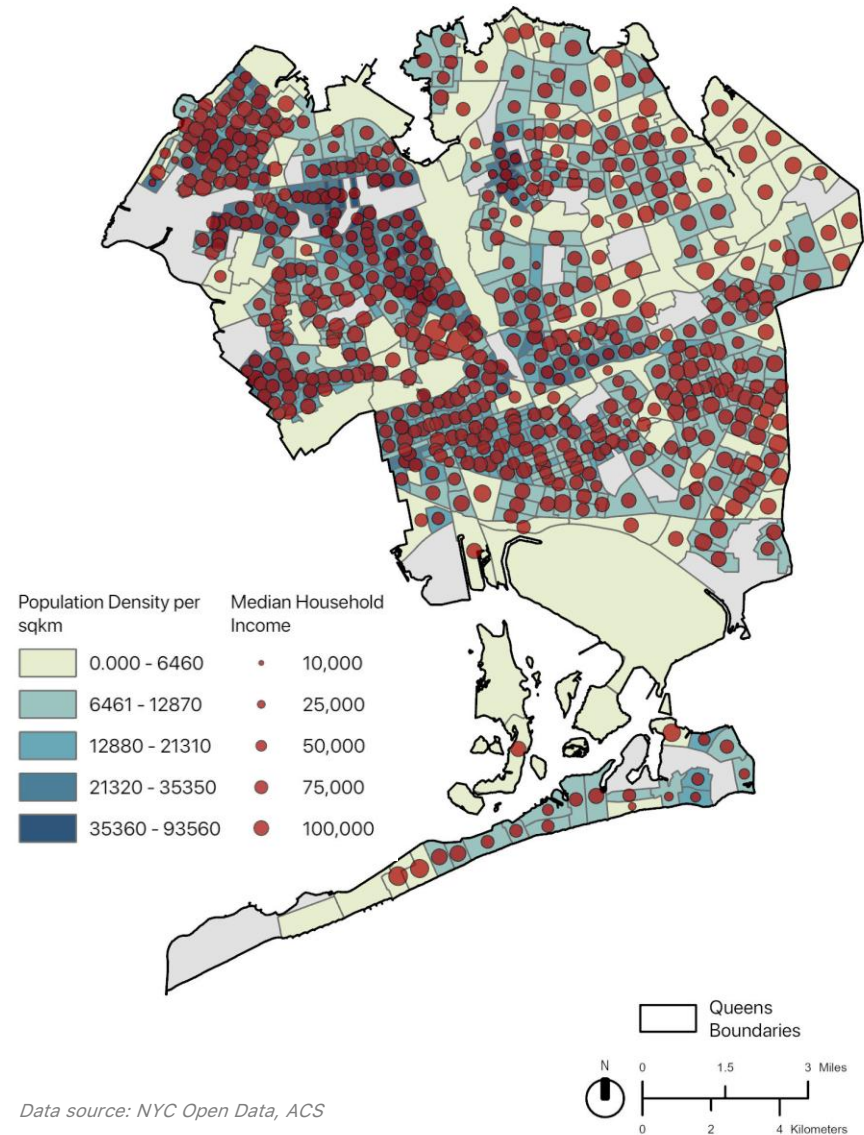 Population Density per
sqkm
0.000 - 6460
6461 - 12870
12880 - 21310
21320 - 35350
35360 - 93560
Median Household
Income
10,000
25,000
50,000
75,000
100,000
Queens
Boundaries
N
0 1.5 3 Miles
0 2 4 Kilometers
Data source: NYC Open Data, ACS